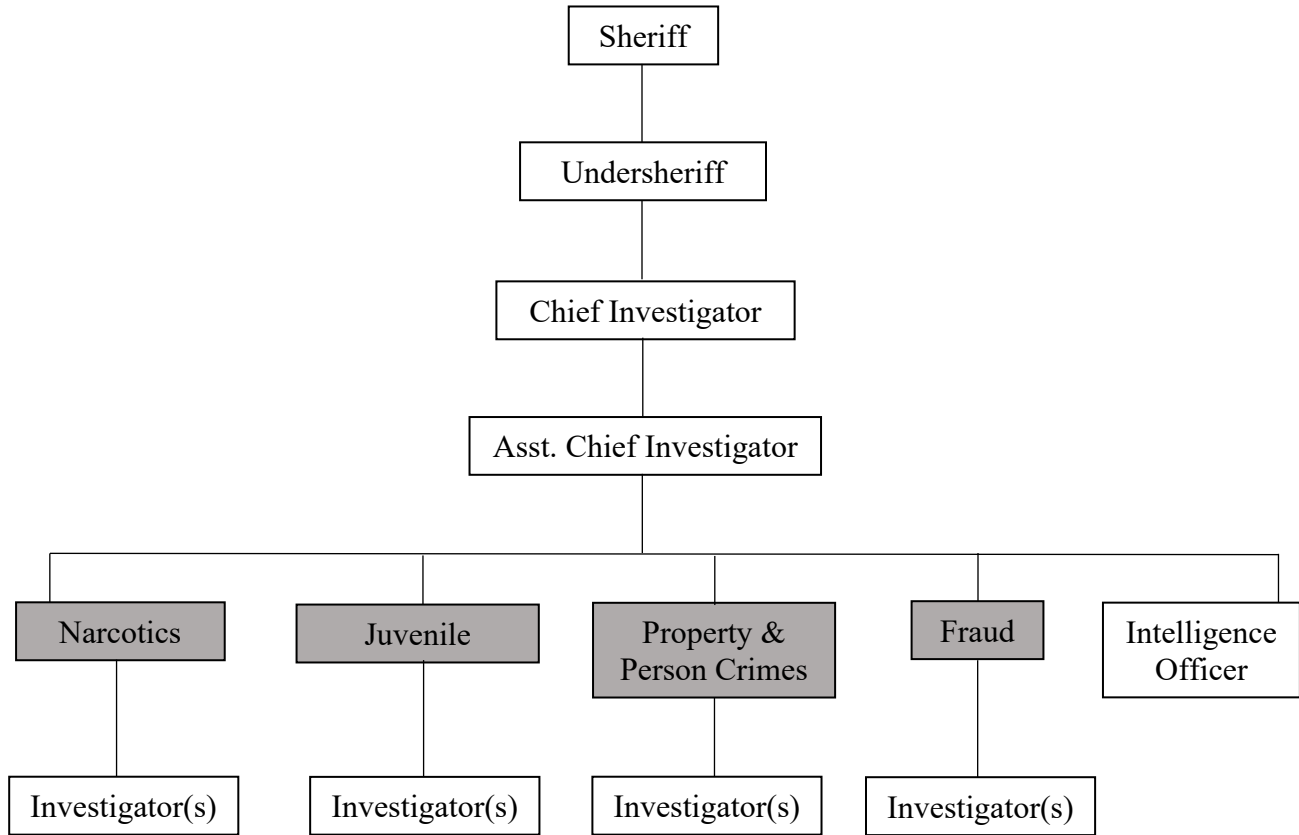 Sheriff
Undersheriff
Chief Investigator
Asst. Chief Investigator
Narcotics
Juvenile
Property &
Person Crimes
Fraud
Intelligence
Officer
Investigator(s)
Investigator(s)
Investigator(s)
Investigator(s)